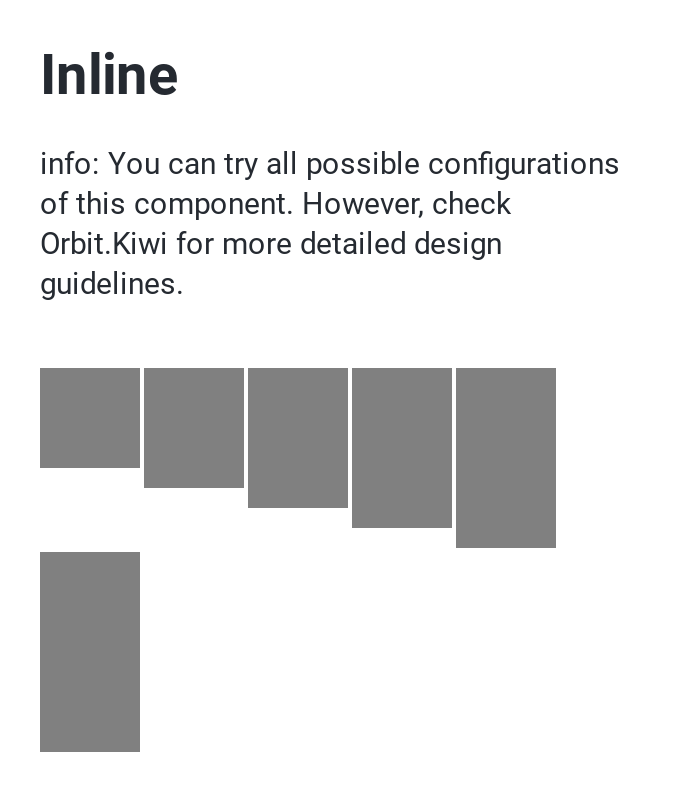 Inline
info: You can try all possible configurations
of this component. However, check
Orbit.Kiwi for more detailed design
guidelines.